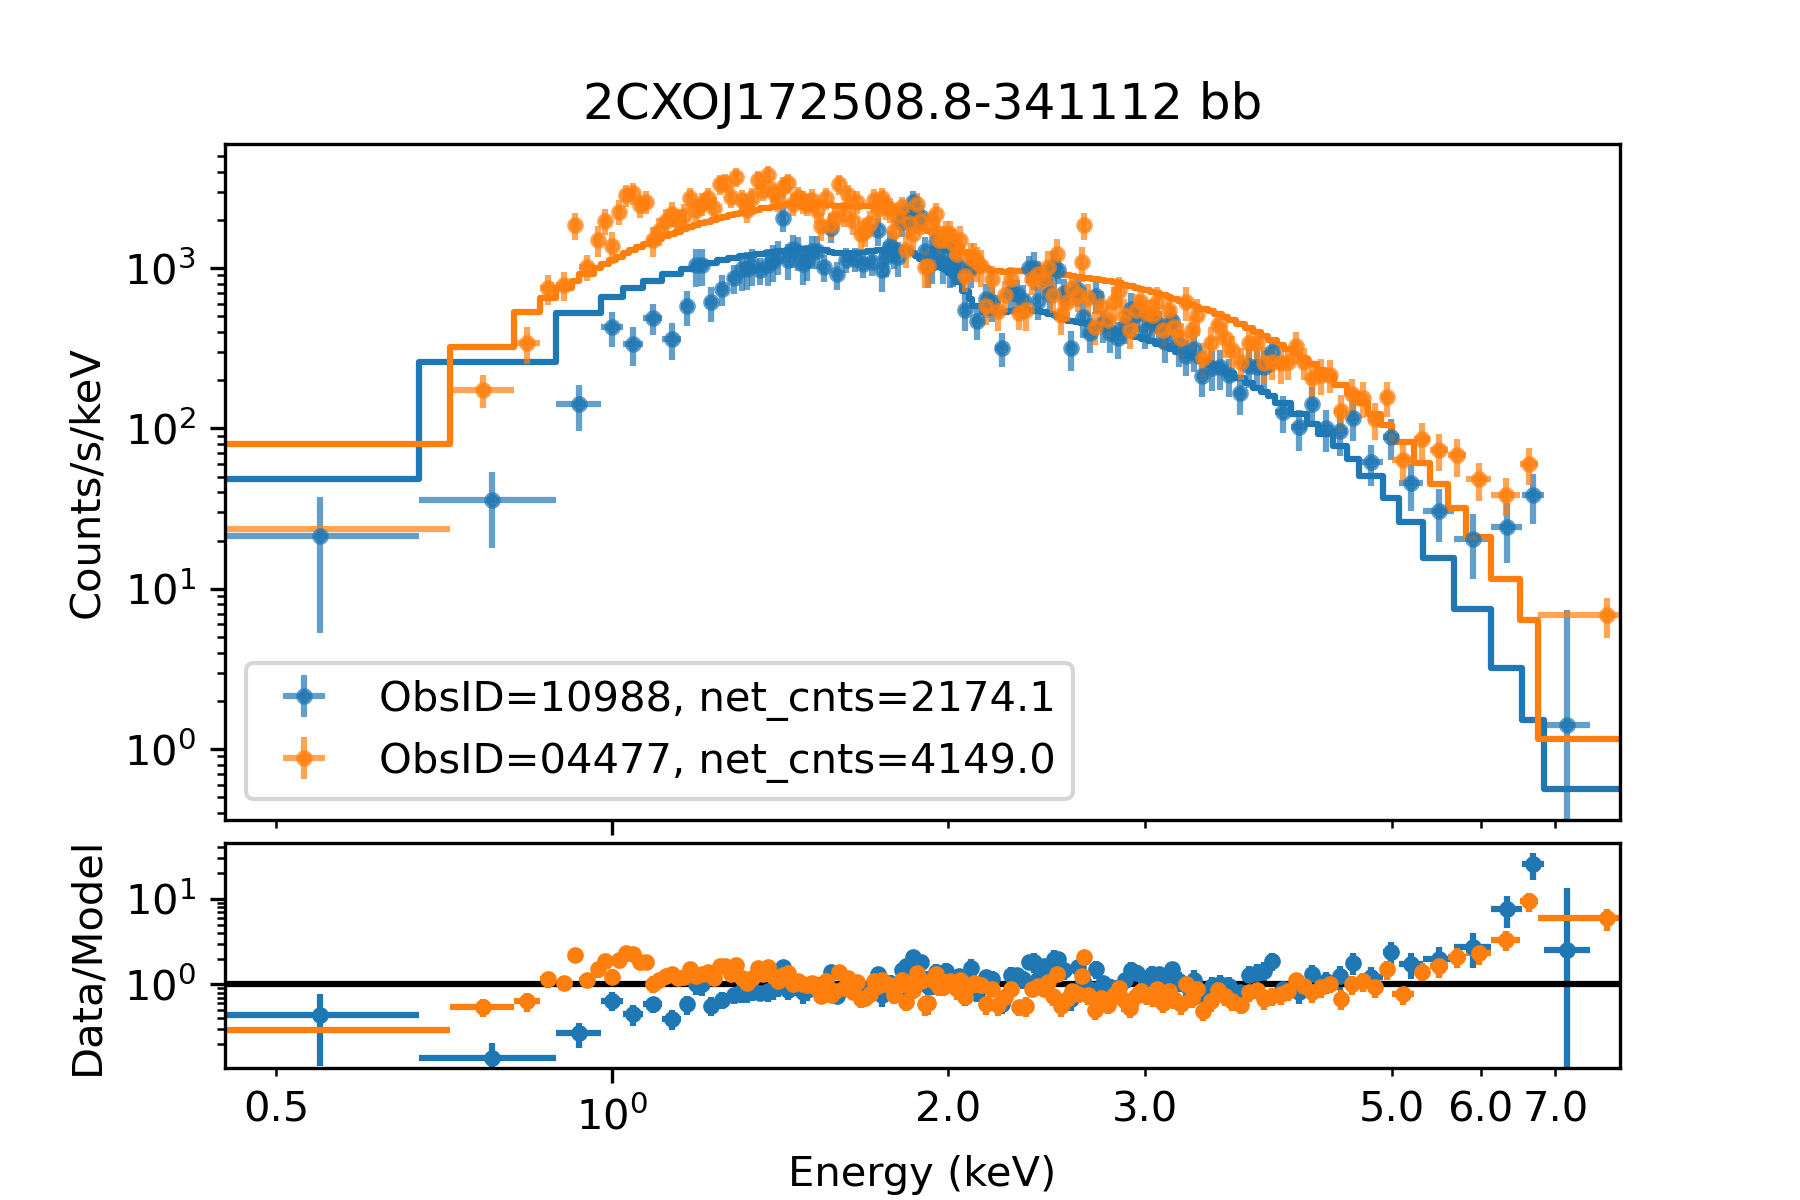 2CXOJ172508.8-341112 bb
Counts/s/keV
10³
10²
10¹
10⁰
ObsID=10988, net_cnts=2174.1
ObsID=04477, net_cnts=4149.0
Data/Model
10¹
10⁰
0.5 10⁰ 2.0 3.0 5.0 6.0 7.0
Energy (keV)